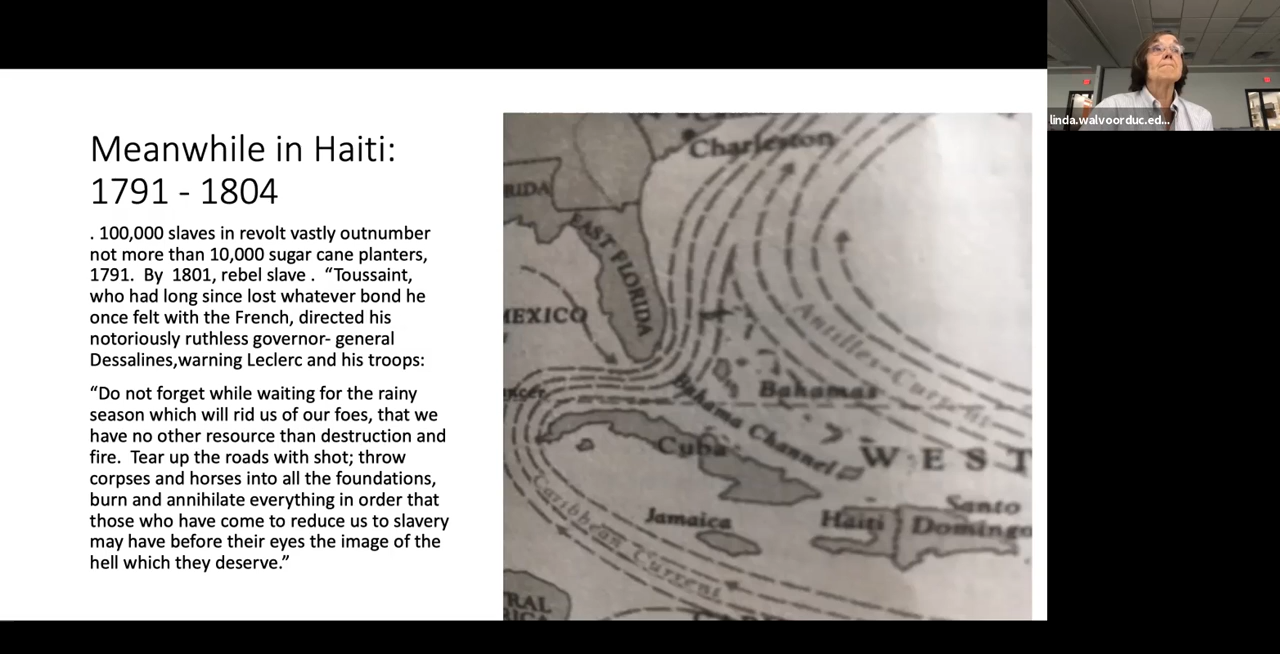 Meanwhile in Haiti:
1791 - 1804
. 100,000 slaves in revolt vastly outnumber
not more than 10,000 sugar cane planters,
1791. By 1801, rebel slave . “Toussaint,
who had long since lost whatever bond he
once felt with the French, directed his
notoriously ruthless governor- general
Dessalines,warning Leclerc and his troops:
“Do not forget while waiting for the rainy
season which will rid us of our foes, that we
have no other resource than destruction and
fire. Tear up the roads with shot; throw
corpses and horses into all the foundations,
burn and annihilate everything in order that
those who have come to reduce us to slavery
may have before their eyes the image of the
hell which they deserve.”
Charleston
RIDA
EAST FLORIDA
MEXICO
Antilles Current
Bahamas
Bahama Channel
Cuba
WEST
Caribbean Current
Jamaica
Haiti
Santo
Domingo
RAL
linda.walvoorduc.ed...